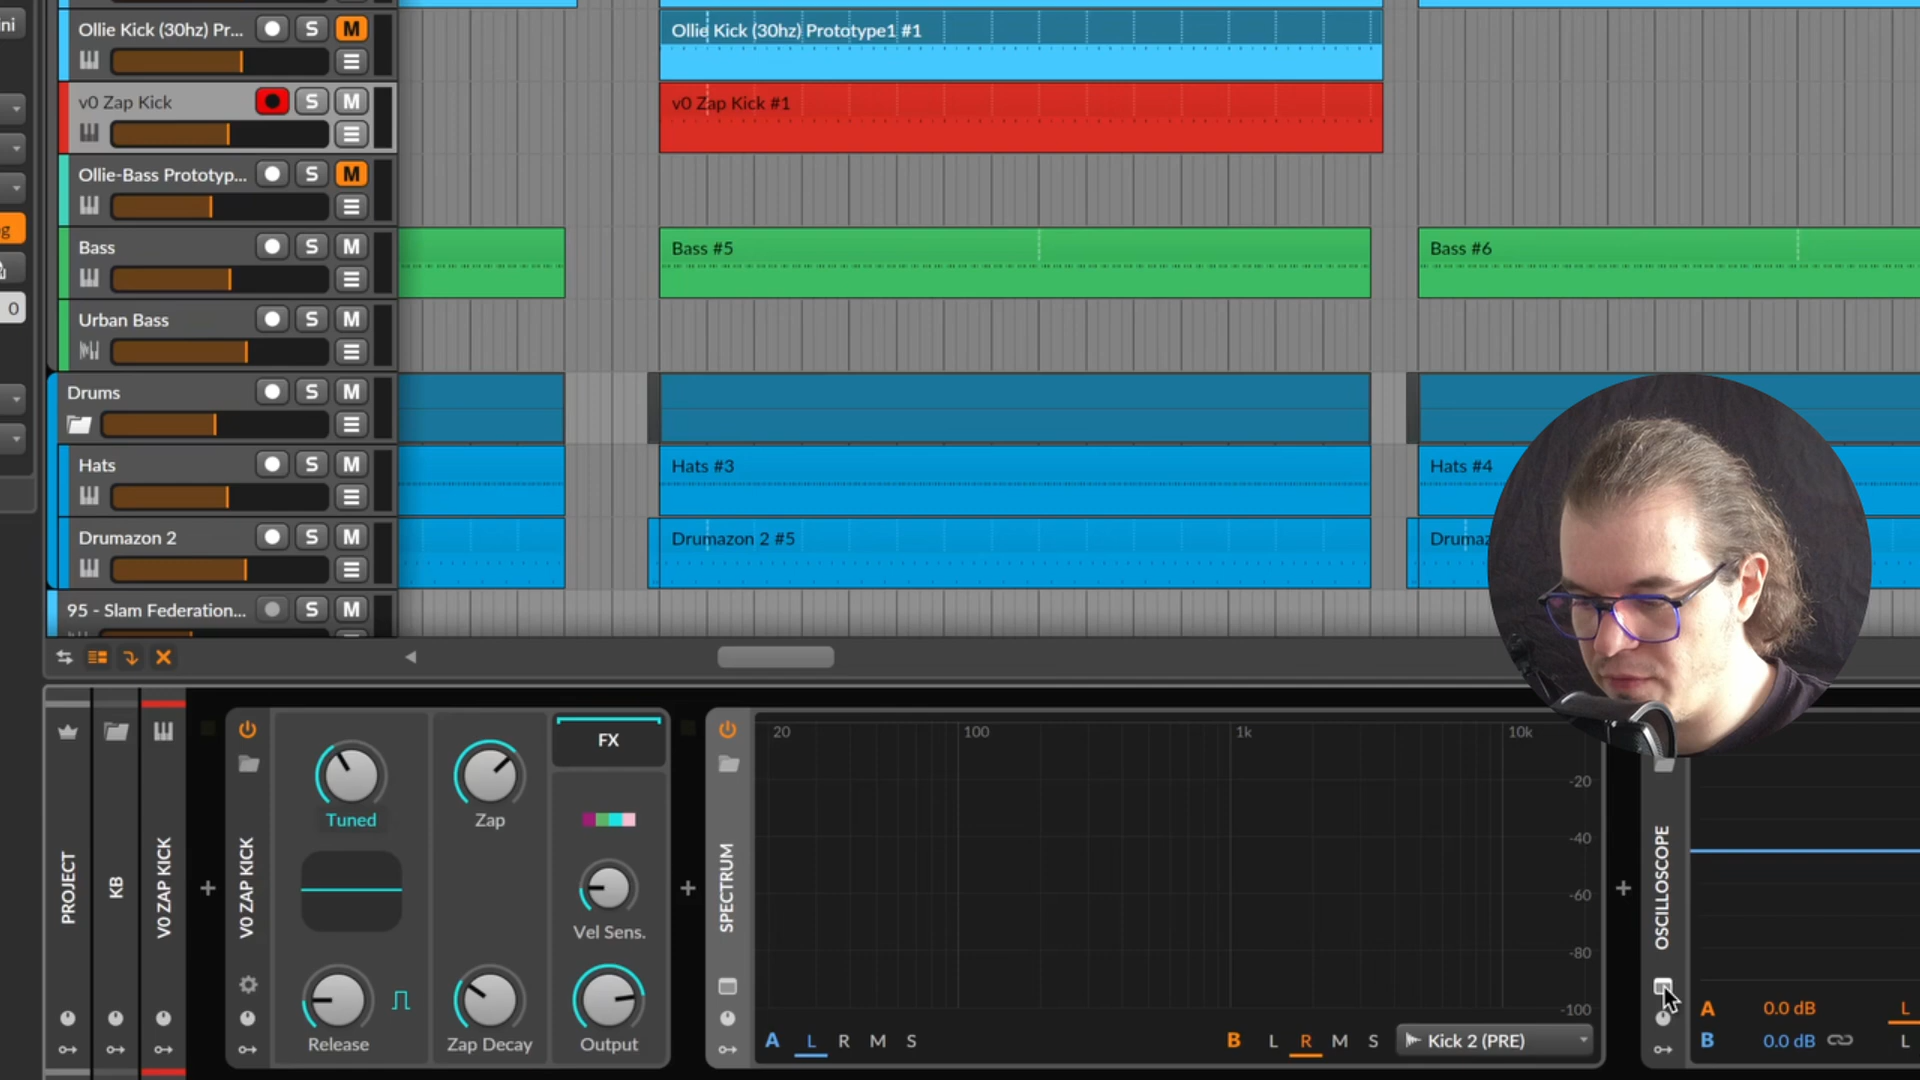 ni
Ollie Kick (30hz) Pr... S M
Ollie Kick (30hz) Prototype1 #1
v0 Zap Kick S M
v0 Zap Kick #1
Ollie-Bass Prototyp... S M
g
Bass S M
Bass #5
Bass #6
0
Urban Bass S M
Drums S M
Hats S M
Hats #3
Hats #4
Drumazon 2 S M
Drumazon 2 #5
95 - Slam Federation... S M
PROJECT
KB
V0 ZAP KICK
V0 ZAP KICK
Tuned
Zap
FX
Vel Sens.
Release
Zap Decay
Output
SPECTRUM
20 100 1k 10k
-20
-40
-60
-80
-100
A L R M S
B L R M S
Kick 2 (PRE)
OSCILLOSCOPE
A 0.0 dB L
B 0.0 dB L